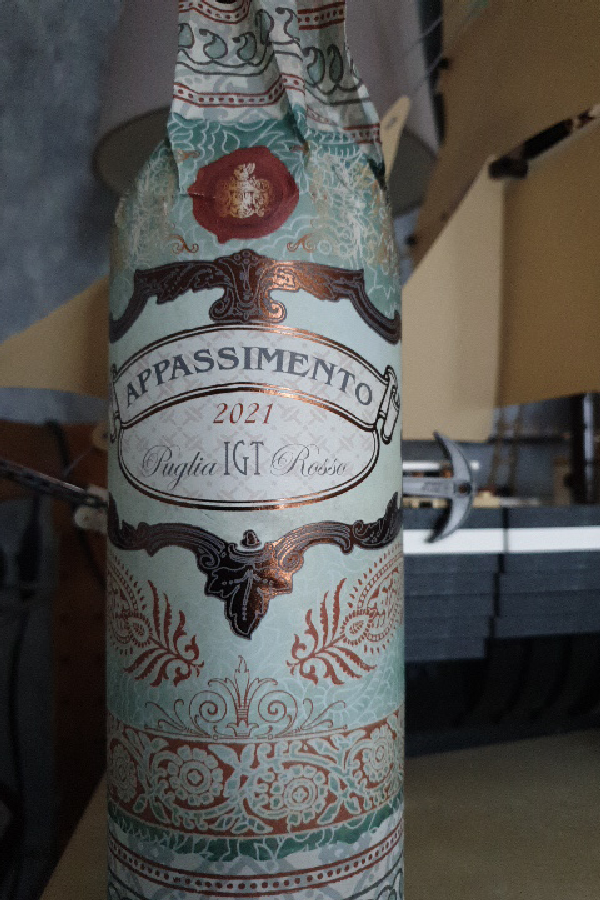 APPASSIMENTO
2021
Puglia IGT Rosso